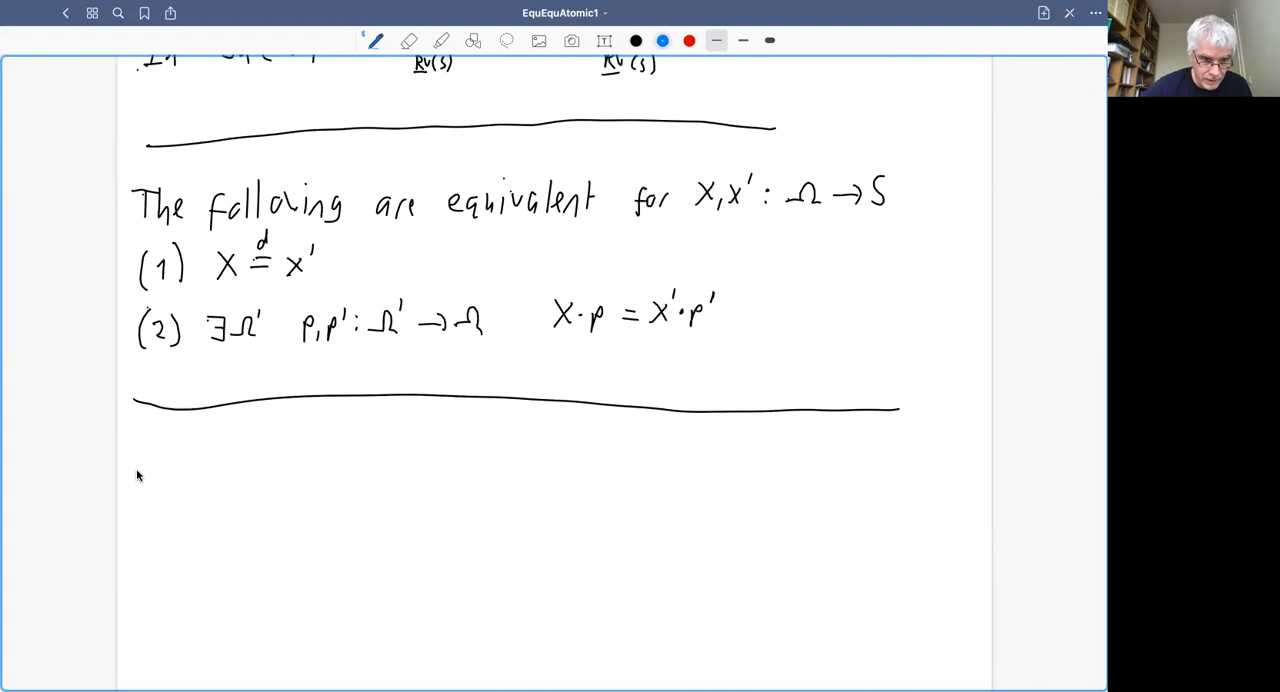 EquEquAtomic1
RV(S) RV(S)
The following are equivalent for X, X' : Ω → S
(1) X =ᵈ X'
(2) ∃Ω' p, p' : Ω' → Ω X·p = X'·p'